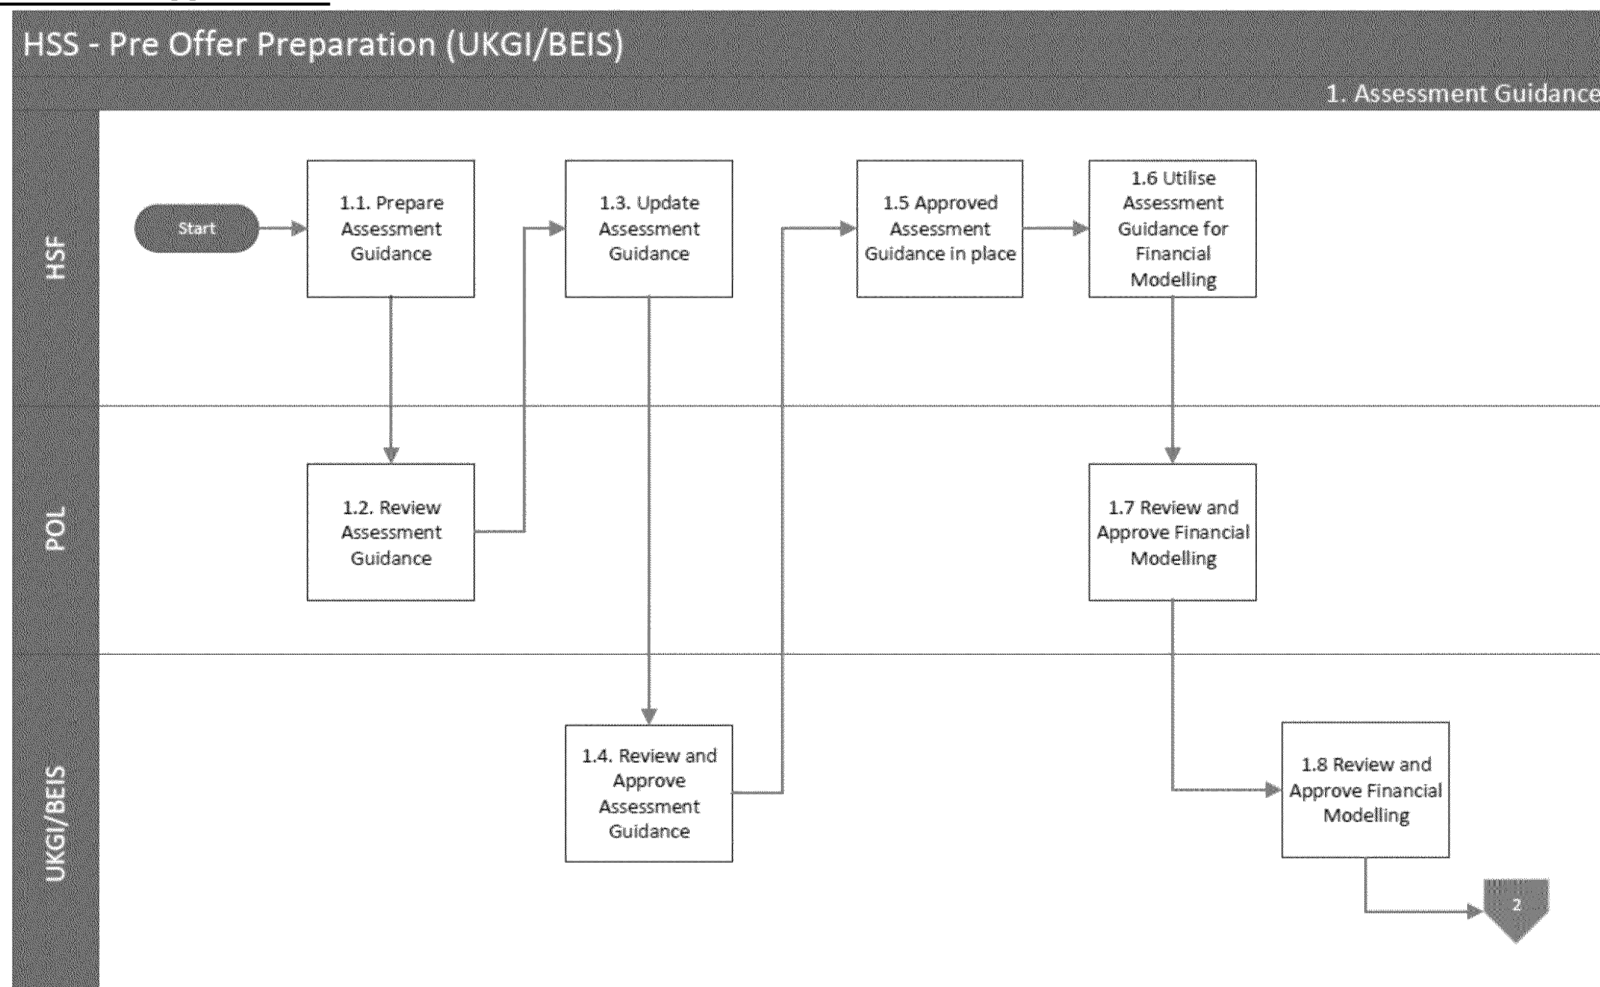 HSS - Pre Offer Preparation (UKGI/BEIS)
1. Assessment Guidance
HSF
Start
1.1. Prepare
Assessment
Guidance
1.3. Update
Assessment
Guidance
1.5 Approved
Assessment
Guidance in place
1.6 Utilise
Assessment
Guidance for
Financial
Modelling
POL
1.2. Review
Assessment
Guidance
1.7 Review and
Approve Financial
Modelling
UKGI/BEIS
1.4. Review and
Approve
Assessment
Guidance
1.8 Review and
Approve Financial
Modelling
2